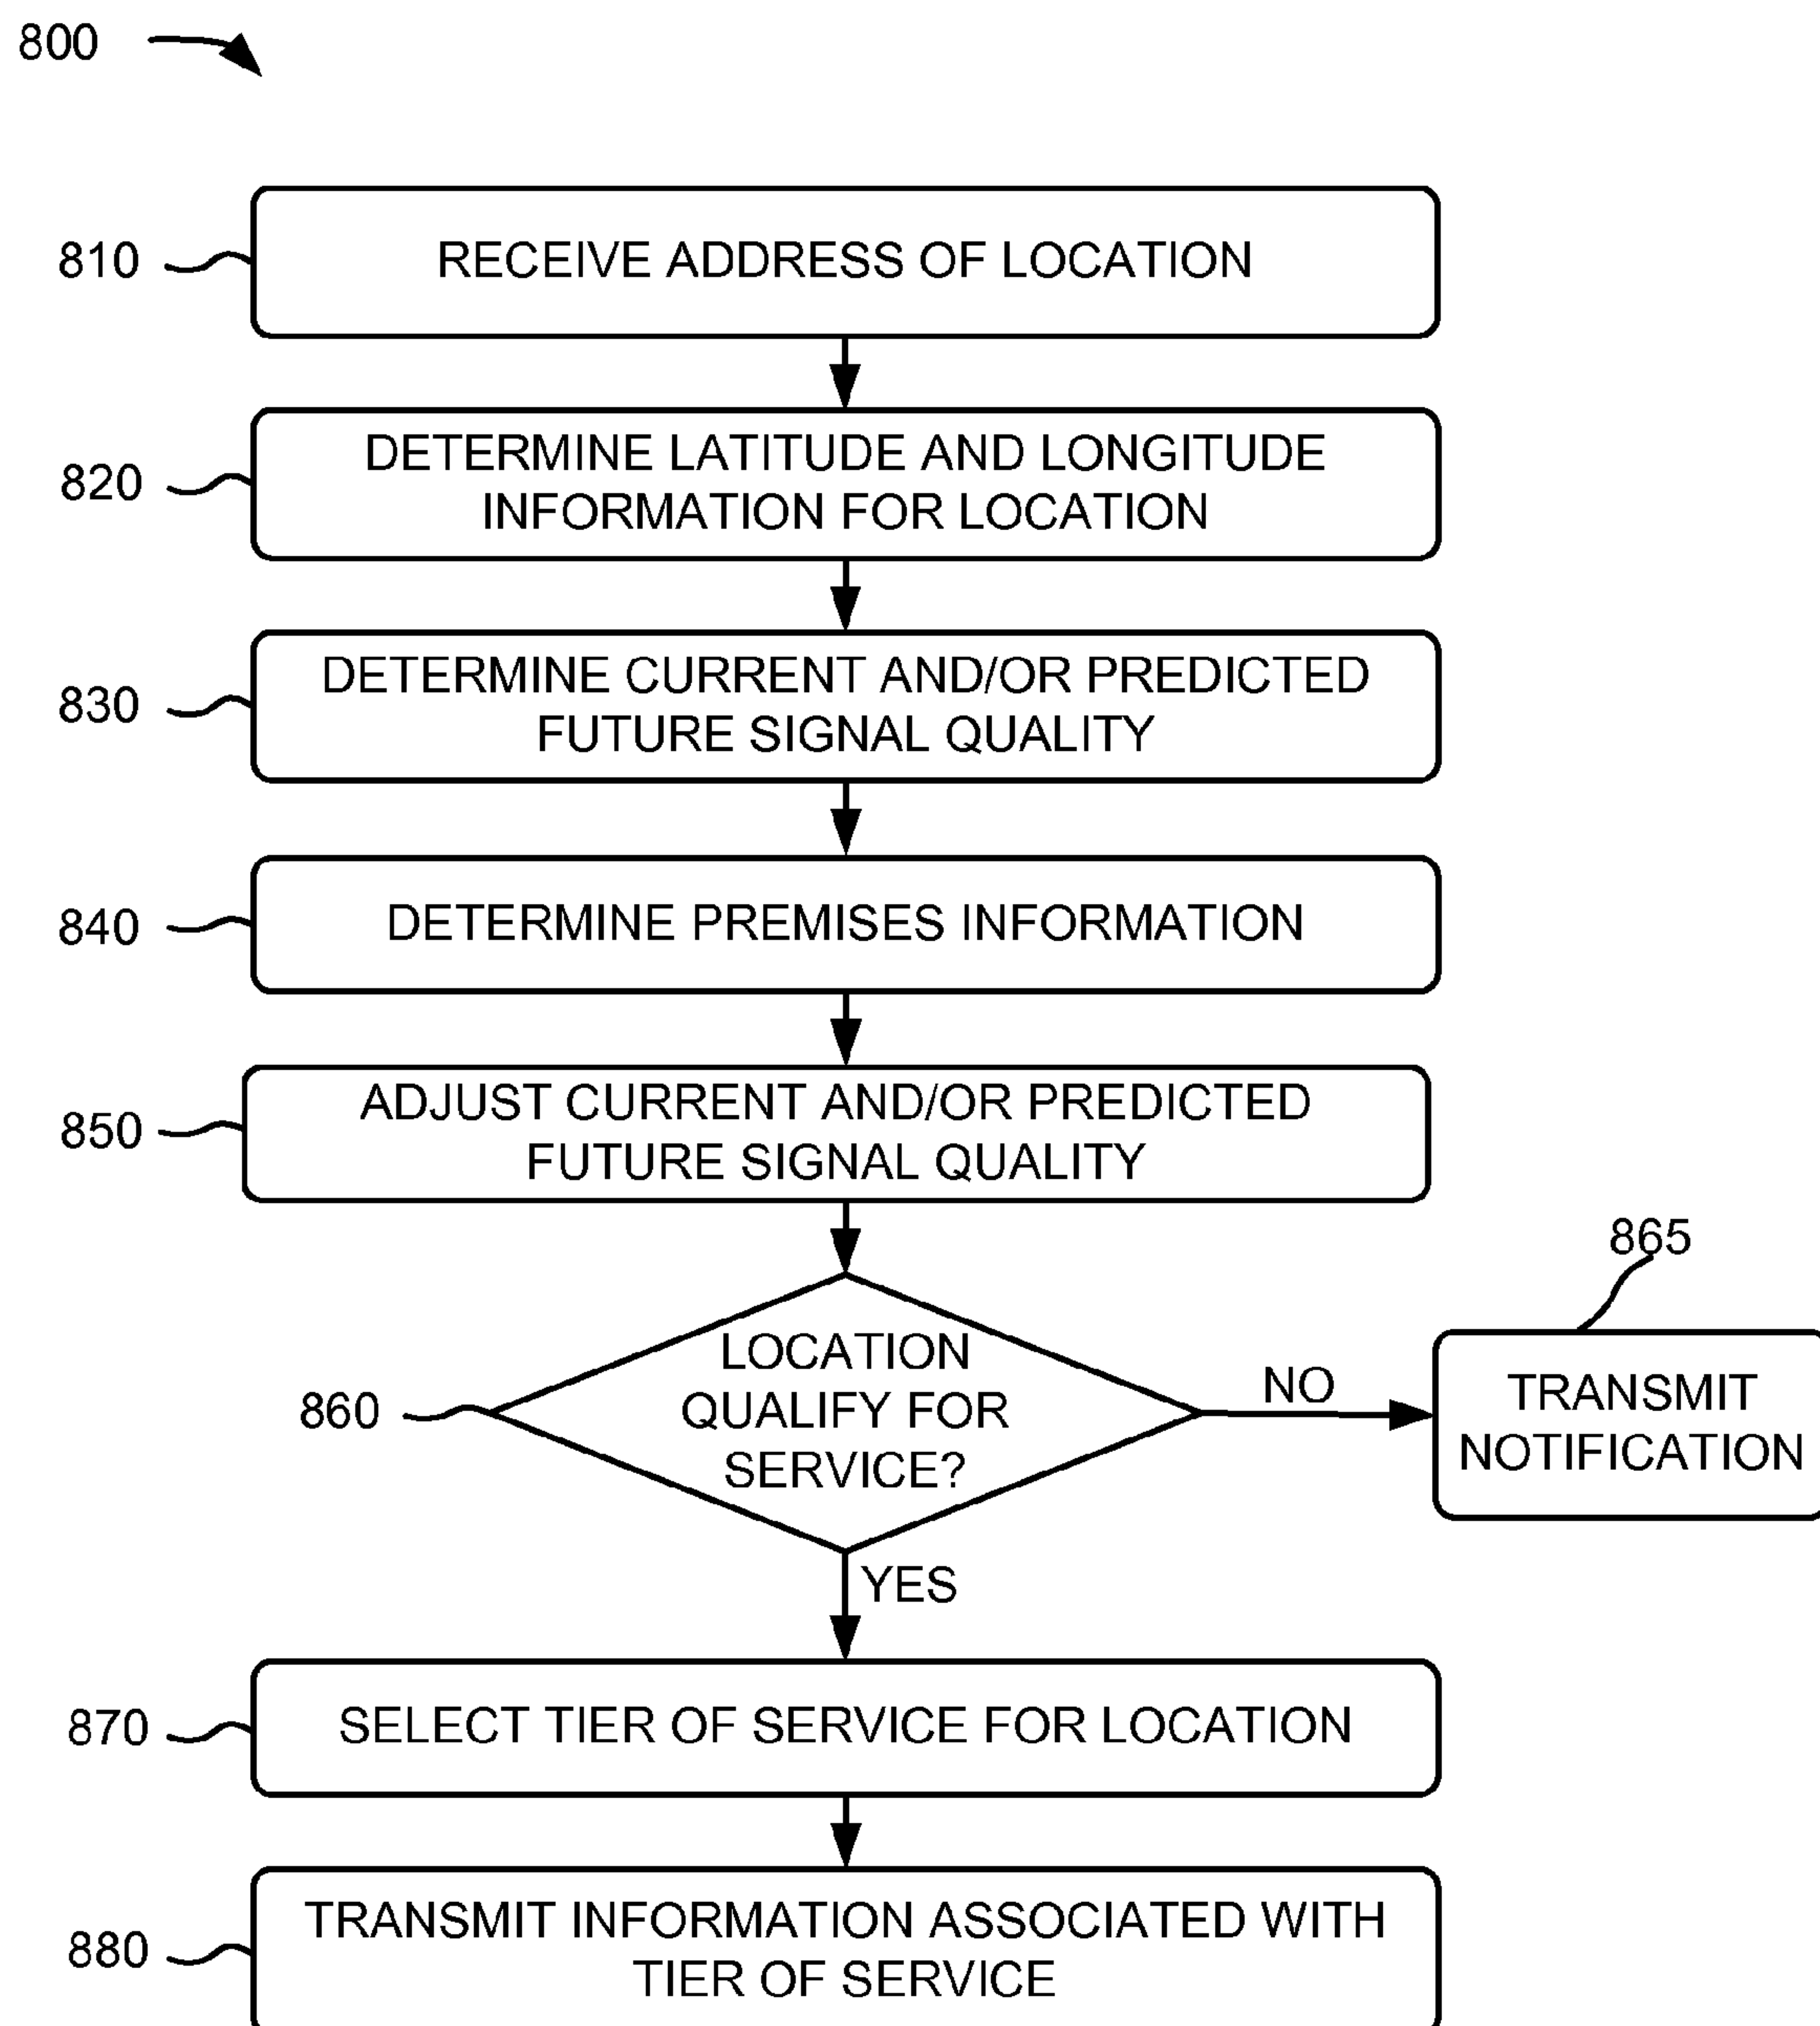 800
810
RECEIVE ADDRESS OF LOCATION
820
DETERMINE LATITUDE AND LONGITUDE
INFORMATION FOR LOCATION
830
DETERMINE CURRENT AND/OR PREDICTED
FUTURE SIGNAL QUALITY
840
DETERMINE PREMISES INFORMATION
850
ADJUST CURRENT AND/OR PREDICTED
FUTURE SIGNAL QUALITY
860
LOCATION
QUALIFY FOR
SERVICE?
NO
865
TRANSMIT
NOTIFICATION
YES
870
SELECT TIER OF SERVICE FOR LOCATION
880
TRANSMIT INFORMATION ASSOCIATED WITH
TIER OF SERVICE